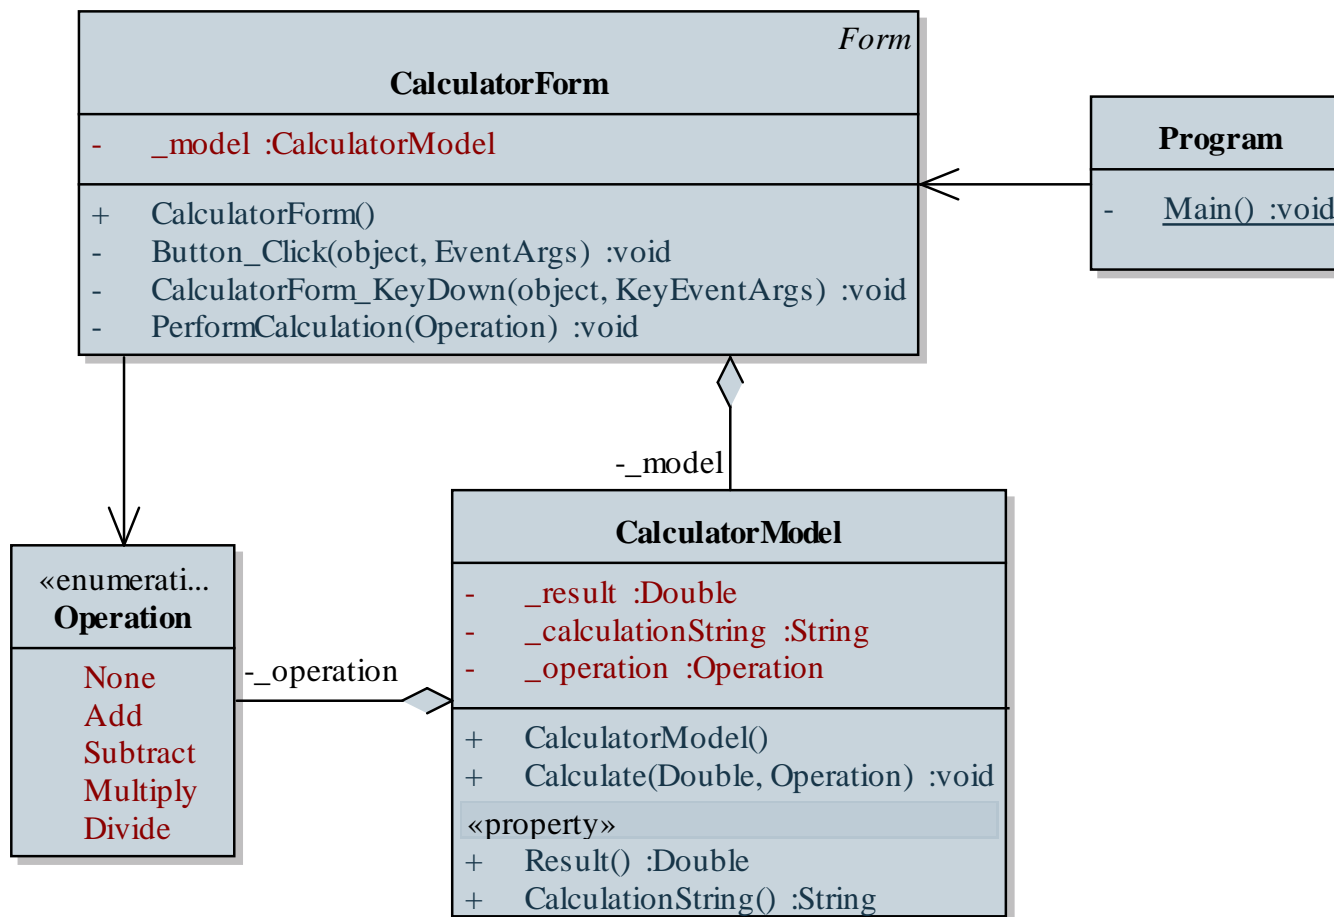 Form
CalculatorForm
- _model :CalculatorModel
+ CalculatorForm()
- Button_Click(object, EventArgs) :void
- CalculatorForm_KeyDown(object, KeyEventArgs) :void
- PerformCalculation(Operation) :void
Program
- Main() :void
-_model
«enumerati...
Operation
None
Add
Subtract
Multiply
Divide
-_operation
CalculatorModel
- _result :Double
- _calculationString :String
- _operation :Operation
+ CalculatorModel()
+ Calculate(Double, Operation) :void
«property»
+ Result() :Double
+ CalculationString() :String